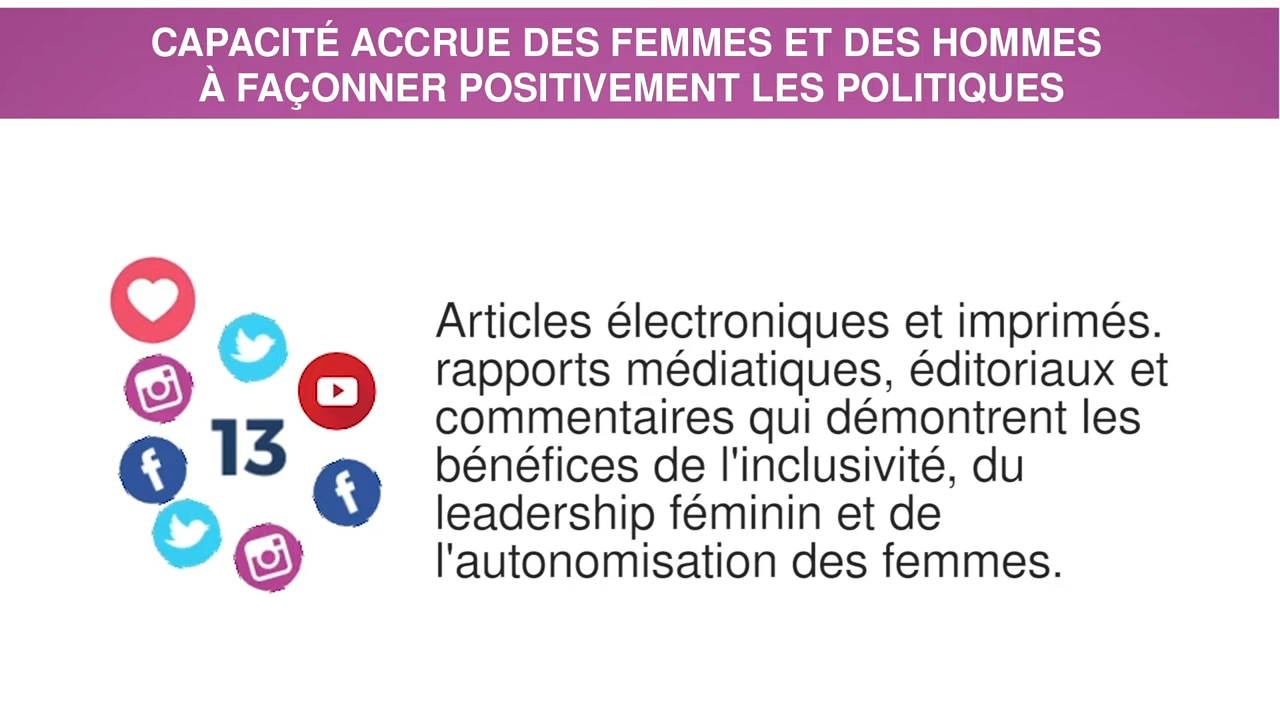 CAPACITÉ ACCRUE DES FEMMES ET DES HOMMES
À FAÇONNER POSITIVEMENT LES POLITIQUES
13
Articles électroniques et imprimés.
rapports médiatiques, éditoriaux et
commentaires qui démontrent les
bénéfices de l'inclusivité, du
leadership féminin et de
l'autonomisation des femmes.